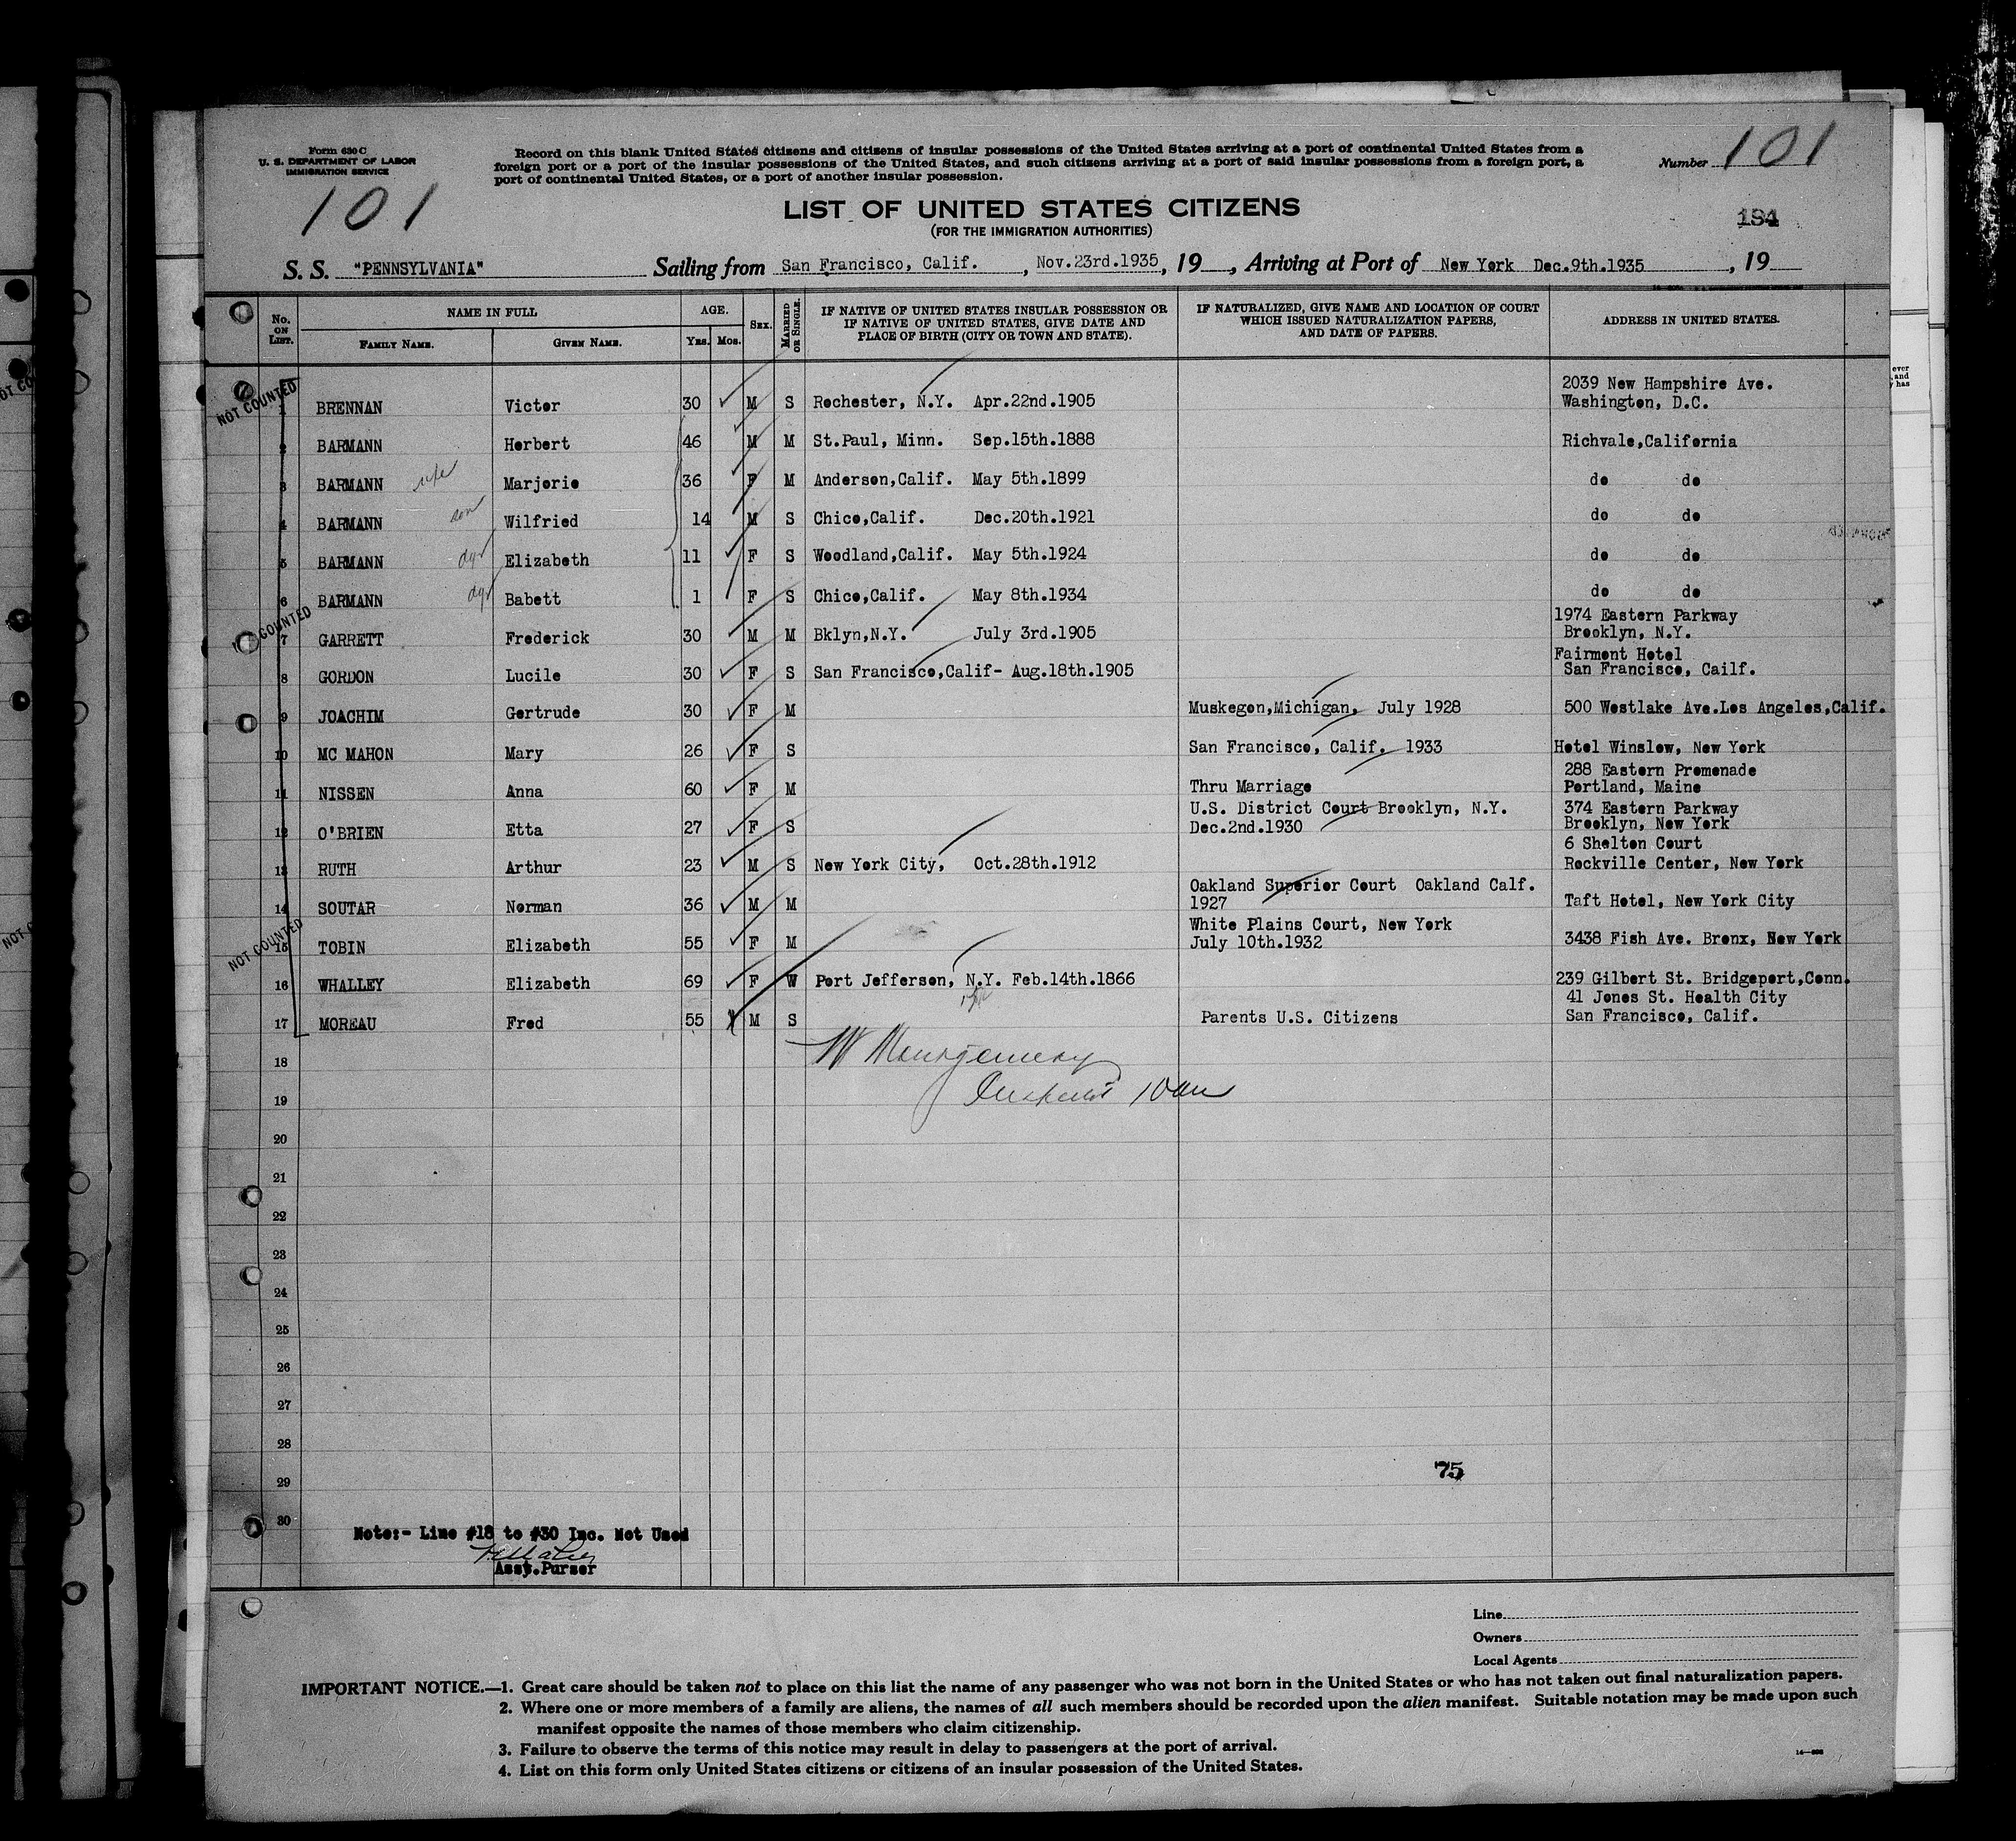 Form 630 C
U. S. DEPARTMENT OF LABOR
IMMIGRATION SERVICE
101
Record on this blank United States citizens and citizens of insular possessions of the United States arriving at a port of continental United States from a
foreign port or a port of the insular possessions of the United States, and such citizens arriving at a port of said insular possessions from a foreign port, a
port of continental United States, or a port of another insular possession.
Number 101
LIST OF UNITED STATES CITIZENS
(FOR THE IMMIGRATION AUTHORITIES)
184
S. S. "PENNSYLVANIA" Sailing from San Francisco, Calif. , Nov.23rd.1935, 19 , Arriving at Port of New York Dec.9th.1935 , 19
No. ON LIST. NAME IN FULL FAMILY NAME. GIVEN NAME. AGE. YRS. MOS. SEX. MARRIED OR SINGLE. IF NATIVE OF UNITED STATES INSULAR POSSESSION OR IF NATIVE OF UNITED STATES, GIVE DATE AND PLACE OF BIRTH (CITY OR TOWN AND STATE). IF NATURALIZED, GIVE NAME AND LOCATION OF COURT WHICH ISSUED NATURALIZATION PAPERS, AND DATE OF PAPERS. ADDRESS IN UNITED STATES.
NOT COUNTED
2039 New Hampshire Ave.
1 BRENNAN Victor 30 M S Rochester, N.Y. Apr.22nd.1905 Washington, D.C.
2 BARMANN Herbert 46 M M St.Paul, Minn. Sep.15th.1888 Richvale,California
3 BARMANN wife Marjorie 36 F M Anderson,Calif. May 5th.1899 do do
4 BARMANN son Wilfried 14 M S Chico,Calif. Dec.20th.1921 do do
5 BARMANN dgr Elizabeth 11 F S Woodland,Calif. May 5th.1924 do do
6 BARMANN dgr Babett 1 F S Chico,Calif. May 8th.1934 do do
COUNTED
1974 Eastern Parkway
7 GARRETT Frederick 30 M M Bklyn,N.Y. July 3rd.1905 Brooklyn, N.Y.
Fairmont Hotel
8 GORDON Lucile 30 F S San Francisco,Calif- Aug.18th.1905 San Francisco, Cailf.
9 JOACHIM Gertrude 30 F M Muskegon,Michigan, July 1928 500 Westlake Ave.Los Angeles,Calif.
10 MC MAHON Mary 26 F S San Francisco, Calif. 1933 Hotel Winslow, New York
288 Eastern Promenade
11 NISSEN Anna 60 F M Thru Marriage Portland, Maine
U.S. District Court Brooklyn, N.Y. 374 Eastern Parkway
12 O'BRIEN Etta 27 F S Dec.2nd.1930 Brooklyn, New York
6 Shelton Court
13 RUTH Arthur 23 M S New York City, Oct.28th.1912 Rockville Center, New York
Oakland Superior Court Oakland Calf.
14 SOUTAR Norman 36 M M 1927 Taft Hotel, New York City
NOT COUNTED
White Plains Court, New York
15 TOBIN Elizabeth 55 F M July 10th.1932 3438 Fish Ave. Bronx, New York
16 WHALLEY Elizabeth 69 F W Port Jefferson, N.Y. Feb.14th.1866 239 Gilbert St. Bridgeport,Conn.
41 Jones St. Health City
17 MOREAU Fred 55 M S Parents U.S. Citizens San Francisco, Calif.
18
W Montgomery
19
20
21
22
23
24
25
26
27
28
75
29
30
Note:- Line #18 to #30 Inc. Not Used
Asst.Purser
Line
Owners
Local Agents
IMPORTANT NOTICE.—1. Great care should be taken not to place on this list the name of any passenger who was not born in the United States or who has not taken out final naturalization papers.
2. Where one or more members of a family are aliens, the names of all such members should be recorded upon the alien manifest. Suitable notation may be made upon such
manifest opposite the names of those members who claim citizenship.
3. Failure to observe the terms of this notice may result in delay to passengers at the port of arrival.
4. List on this form only United States citizens or citizens of an insular possession of the United States.